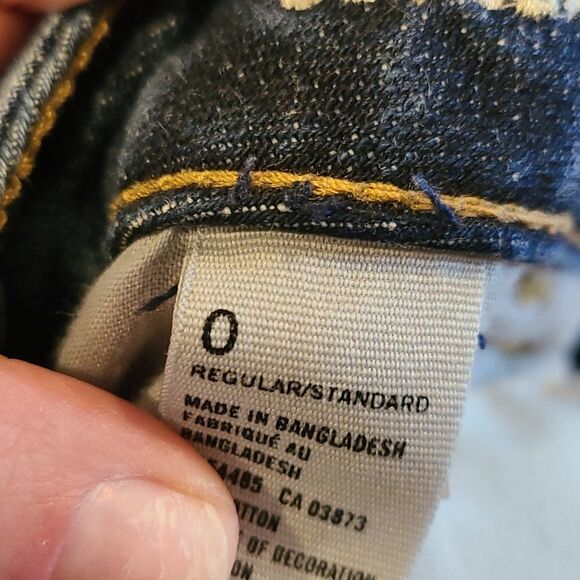 0
REGULAR/STANDARD
MADE IN BANGLADESH
FABRIQUÉ AU
BANGLADESH
CA 03873
OF DECORATION